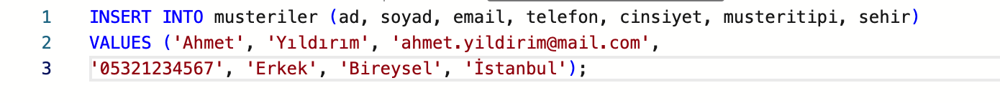 1 INSERT INTO musteriler (ad, soyad, email, telefon, cinsiyet, musteritipi, sehir)
2 VALUES ('Ahmet', 'Yıldırım', 'ahmet.yildirim@mail.com',
3 '05321234567', 'Erkek', 'Bireysel', 'İstanbul');